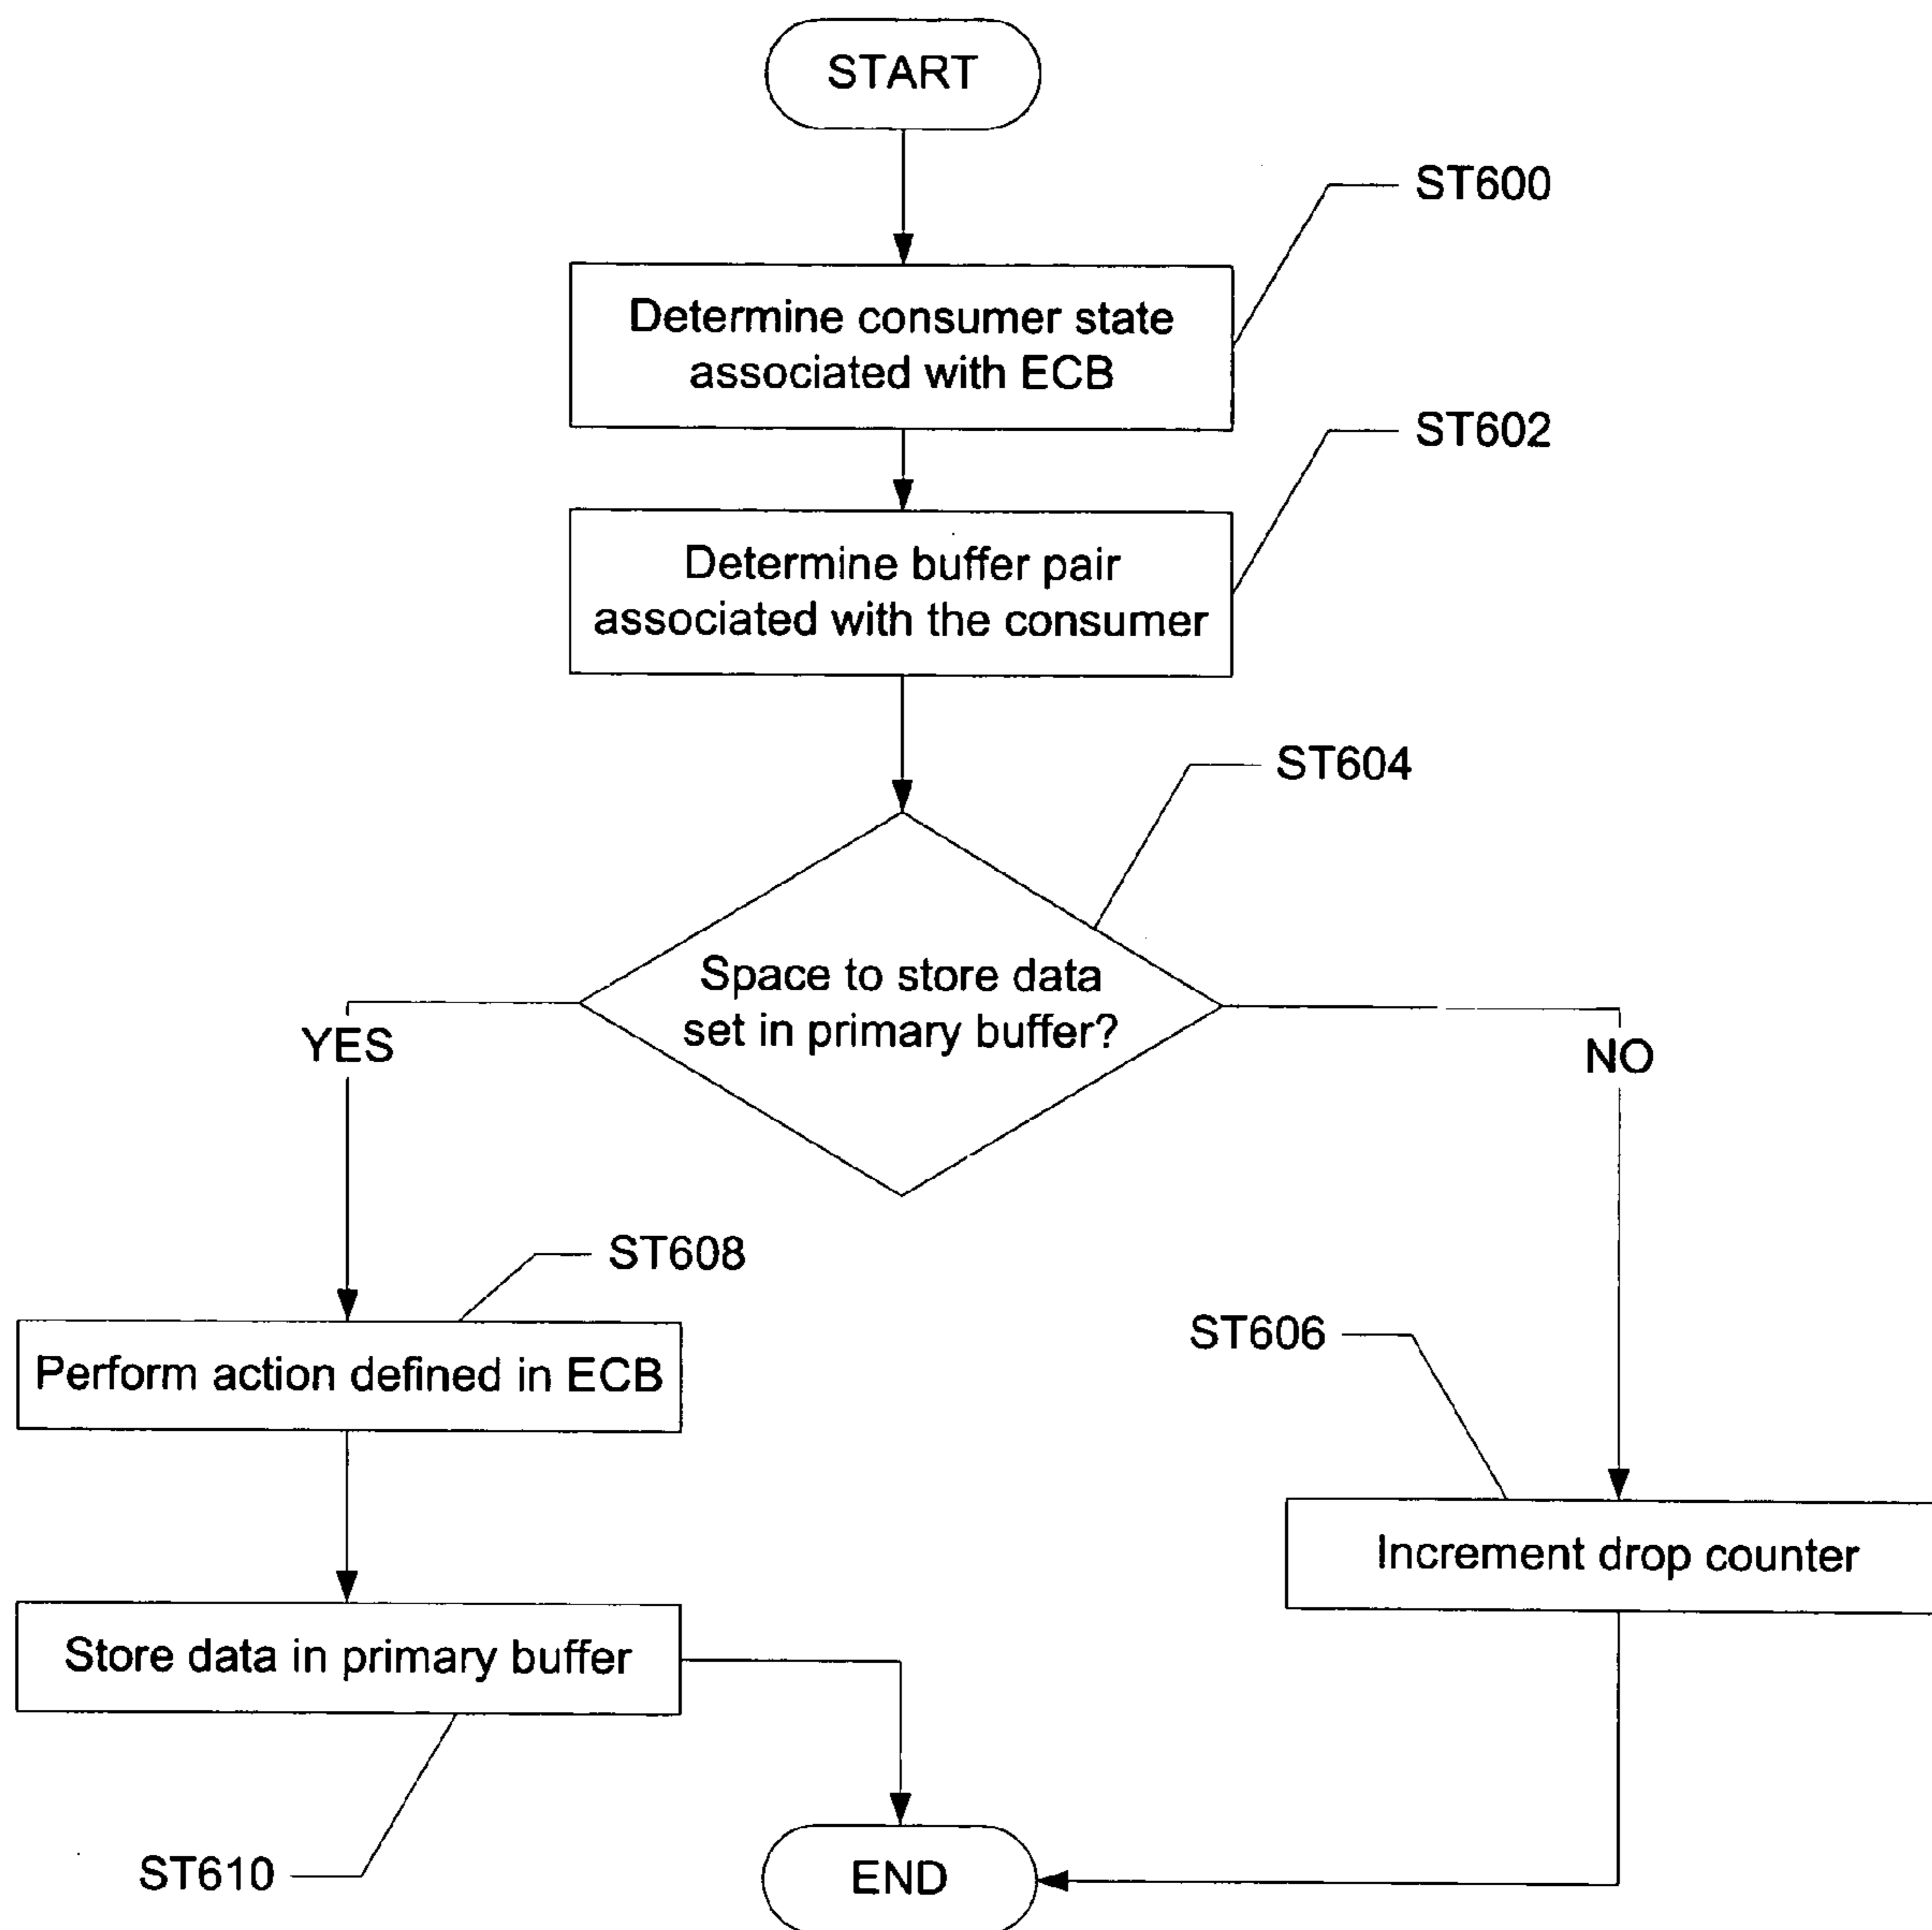 START
ST600
Determine consumer state
associated with ECB
ST602
Determine buffer pair
associated with the consumer
ST604
Space to store data
set in primary buffer?
YES
NO
ST608
Perform action defined in ECB
ST606
Increment drop counter
Store data in primary buffer
ST610
END